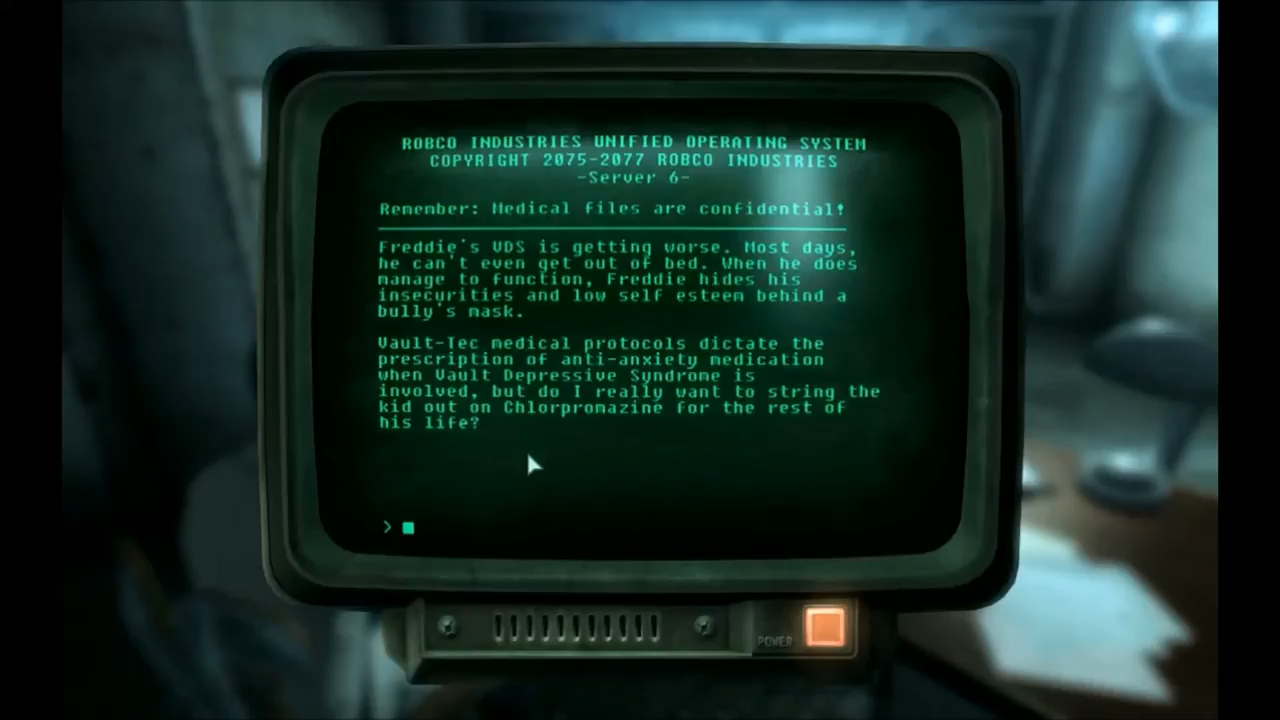 ROBCO INDUSTRIES UNIFIED OPERATING SYSTEM
COPYRIGHT 2075-2077 ROBCO INDUSTRIES
-Server 6-
Remember: Medical files are confidential!
Freddie's VDS is getting worse. Most days,
he can't even get out of bed. When he does
manage to function, Freddie hides his
insecurities and low self esteem behind a
bully's mask.
Vault-Tec medical protocols dictate the
prescription of anti-anxiety medication
when Vault Depressive Syndrome is
involved, but do I really want to string the
kid out on Chlorpromazine for the rest of
his life?
>
POWER